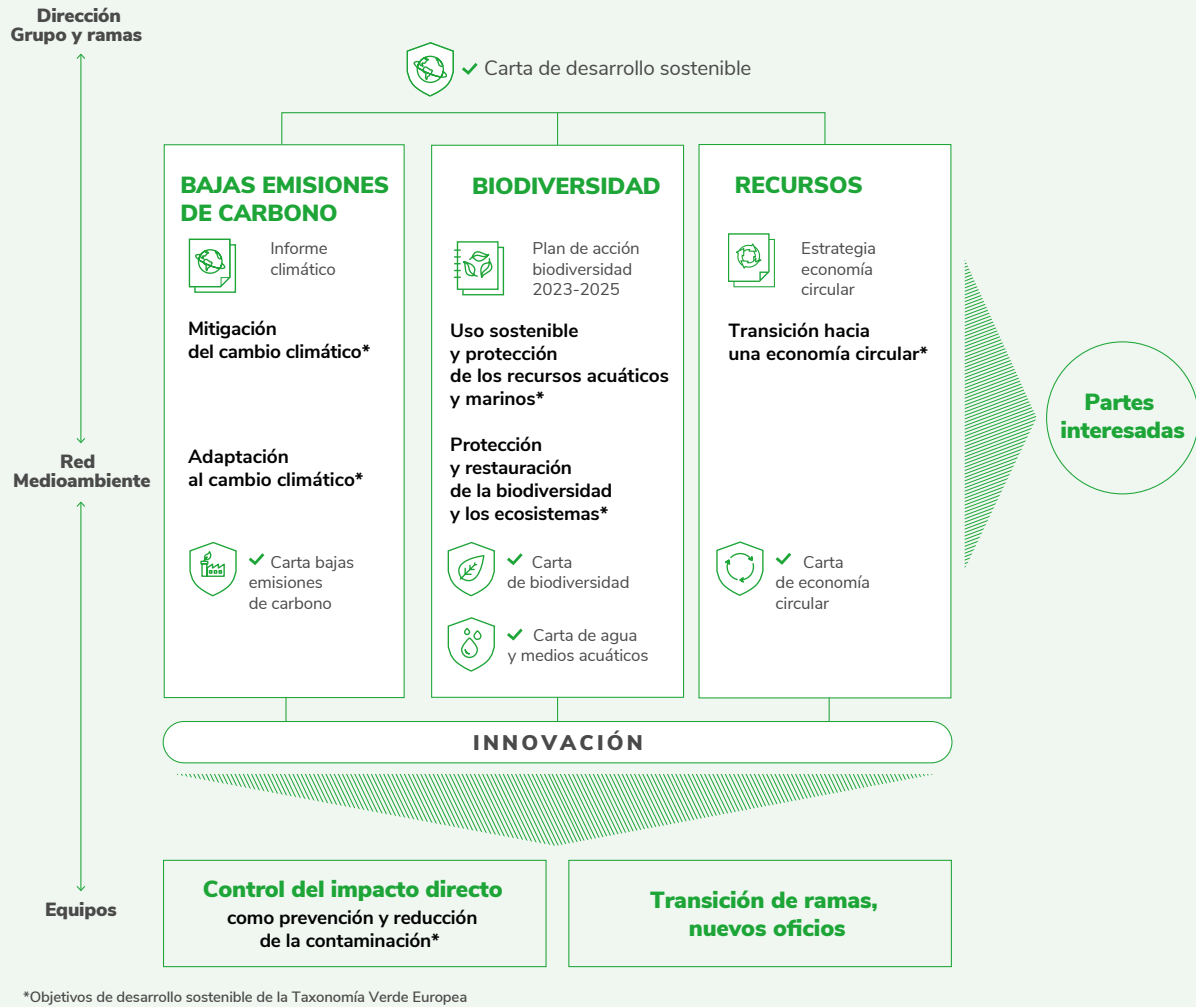 Dirección
Grupo y ramas
✓ Carta de desarrollo sostenible
BAJAS EMISIONES
DE CARBONO
Informe
climático
Mitigación
del cambio climático*
Adaptación
al cambio climático*
✓ Carta bajas
emisiones
de carbono
BIODIVERSIDAD
Plan de acción
biodiversidad
2023-2025
Uso sostenible
y protección
de los recursos acuáticos
y marinos*
Protección
y restauración
de la biodiversidad
y los ecosistemas*
✓ Carta
de biodiversidad
✓ Carta de agua
y medios acuáticos
RECURSOS
Estrategia
economía
circular
Transición hacia
una economía circular*
✓ Carta
de economía
circular
Partes
interesadas
Red
Medioambiente
INNOVACIÓN
Equipos
Control del impacto directo
como prevención y reducción
de la contaminación*
Transición de ramas,
nuevos oficios
*Objetivos de desarrollo sostenible de la Taxonomía Verde Europea